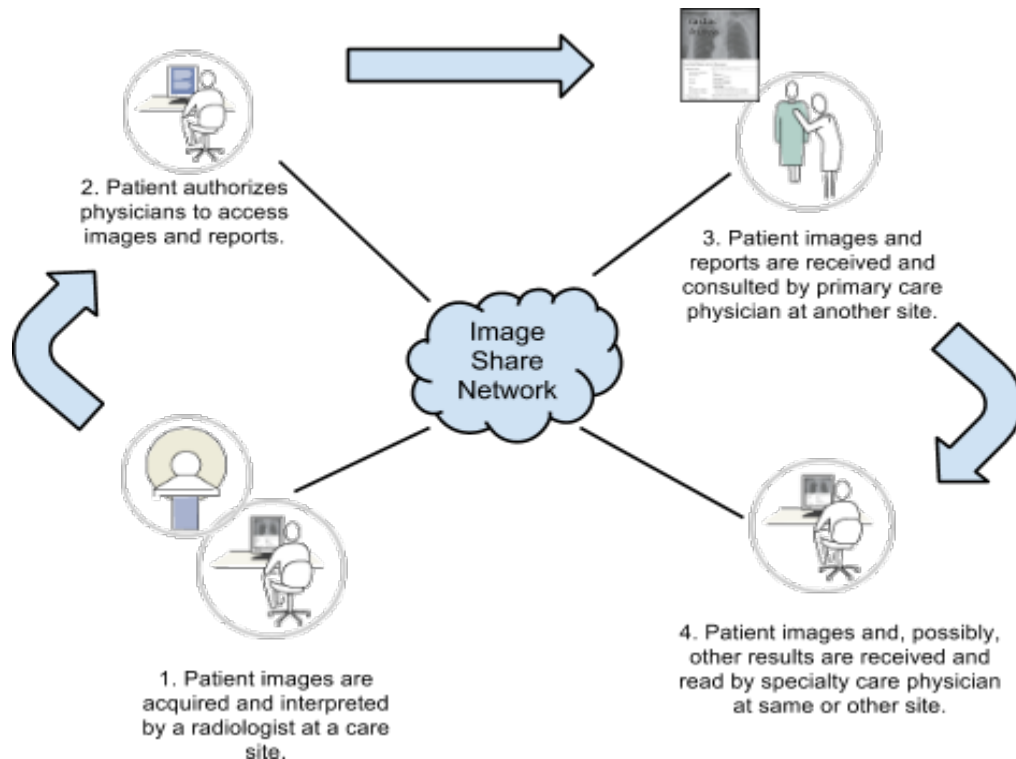 2. Patient authorizes
physicians to access
images and reports.
3. Patient images and
reports are received and
consulted by primary care
physician at another site.
Image
Share
Network
1. Patient images are
acquired and interpreted
by a radiologist at a care
site.
4. Patient images and, possibly,
other results are received and
read by specialty care physician
at same or other site.